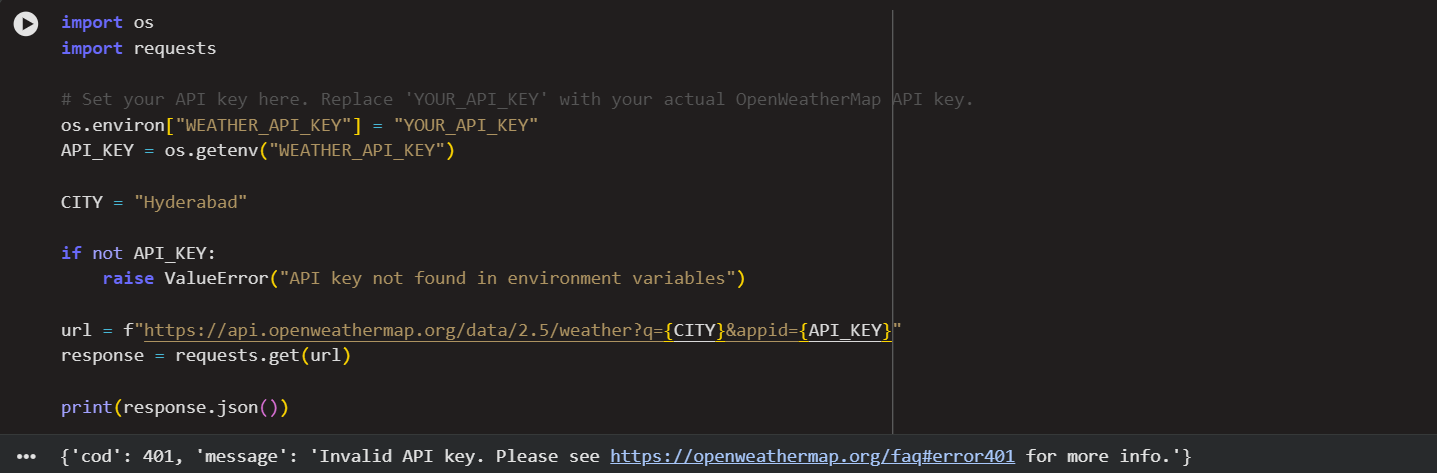 import os
import requests
# Set your API key here. Replace 'YOUR_API_KEY' with your actual OpenWeatherMap API key.
os.environ["WEATHER_API_KEY"] = "YOUR_API_KEY"
API_KEY = os.getenv("WEATHER_API_KEY")
CITY = "Hyderabad"
if not API_KEY:
    raise ValueError("API key not found in environment variables")
url = f"https://api.openweathermap.org/data/2.5/weather?q={CITY}&appid={API_KEY}"
response = requests.get(url)
print(response.json())
{'cod': 401, 'message': 'Invalid API key. Please see https://openweathermap.org/faq#error401 for more info.'}